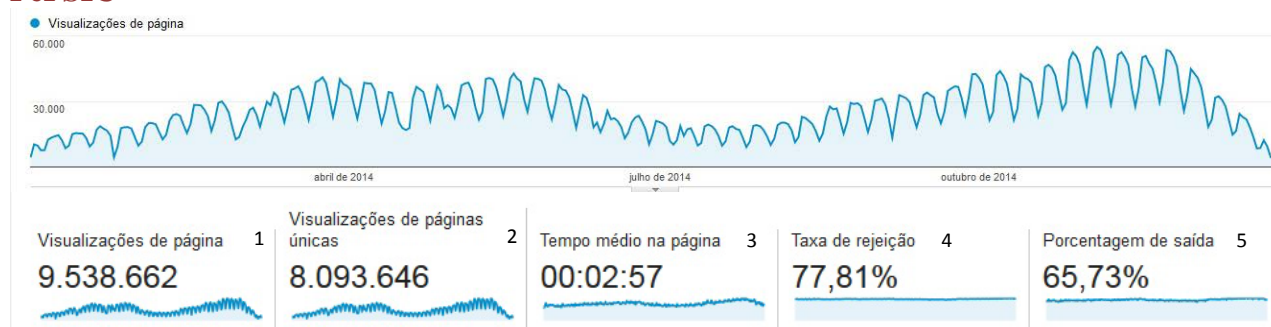 Visualizações de página
60.000
30.000
abril de 2014
julho de 2014
outubro de 2014
Visualizações de página 1
9.538.662
Visualizações de páginas únicas 2
8.093.646
Tempo médio na página 3
00:02:57
Taxa de rejeição 4
77,81%
Porcentagem de saída 5
65,73%